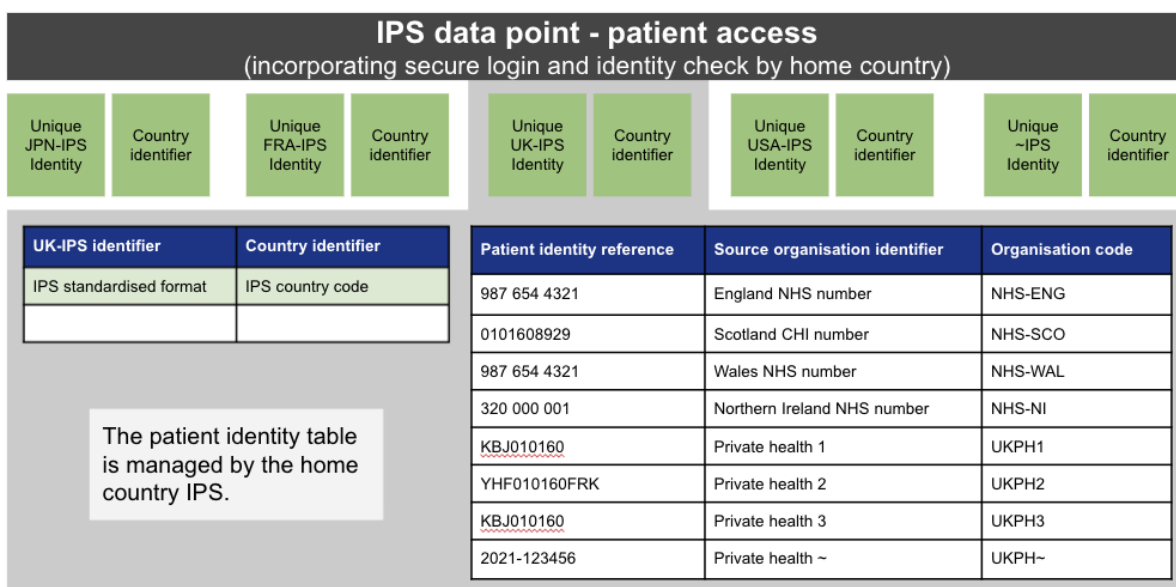 IPS data point - patient access
(incorporating secure login and identity check by home country)
Unique
JPN-IPS
Identity
Country
identifier
Unique
FRA-IPS
Identity
Country
identifier
Unique
UK-IPS
Identity
Country
identifier
Unique
USA-IPS
Identity
Country
identifier
Unique
~IPS
Identity
Country
identifier
UK-IPS identifier Country identifier
IPS standardised format IPS country code
The patient identity table
is managed by the home
country IPS.
Patient identity reference Source organisation identifier Organisation code
987 654 4321 England NHS number NHS-ENG
0101608929 Scotland CHI number NHS-SCO
987 654 4321 Wales NHS number NHS-WAL
320 000 001 Northern Ireland NHS number NHS-NI
KBJ010160 Private health 1 UKPH1
YHF010160FRK Private health 2 UKPH2
KBJ010160 Private health 3 UKPH3
2021-123456 Private health ~ UKPH~